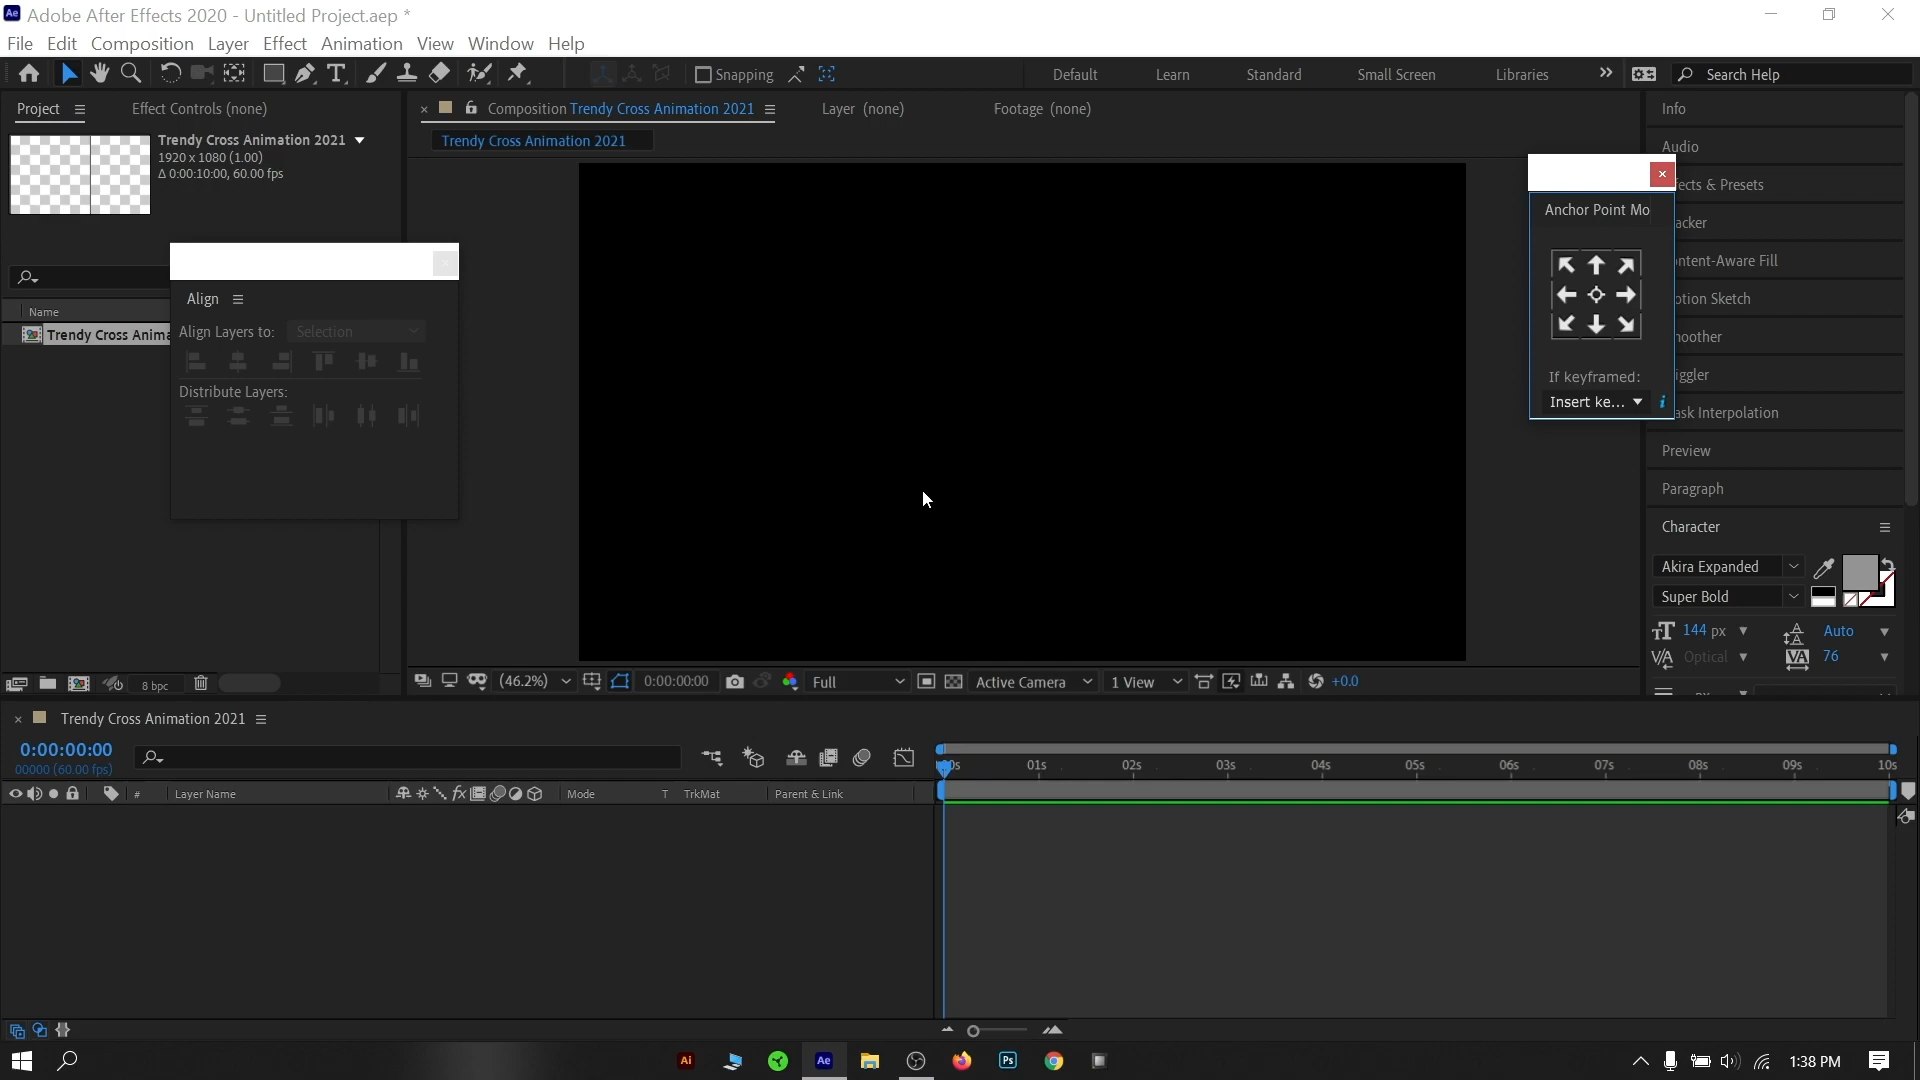 Adobe After Effects 2020 - Untitled Project.aep *
File Edit Composition Layer Effect Animation View Window Help
Snapping
Default Learn Standard Small Screen Libraries
Search Help
Project
Effect Controls (none)
Trendy Cross Animation 2021
1920 x 1080 (1.00)
Δ 0:00:10:00, 60.00 fps
Name
Trendy Cross Anima
Align
Align Layers to: Selection
Distribute Layers:
8 bpc
Composition Trendy Cross Animation 2021
Layer (none)
Footage (none)
Trendy Cross Animation 2021
(46.2%) 0:00:00:00 Full Active Camera 1 View +0.0
Anchor Point Mo
If keyframed:
Insert ke...
Info
Audio
fects & Presets
acker
ntent-Aware Fill
otion Sketch
moother
iggler
ask Interpolation
Preview
Paragraph
Character
Akira Expanded
Super Bold
144 px Auto
Optical 76
px
Trendy Cross Animation 2021
0:00:00:00
00000 (60.00 fps)
# Layer Name Mode T TrkMat Parent & Link
0s 01s 02s 03s 04s 05s 06s 07s 08s 09s 10s
Ai Ae Ps
1:38 PM